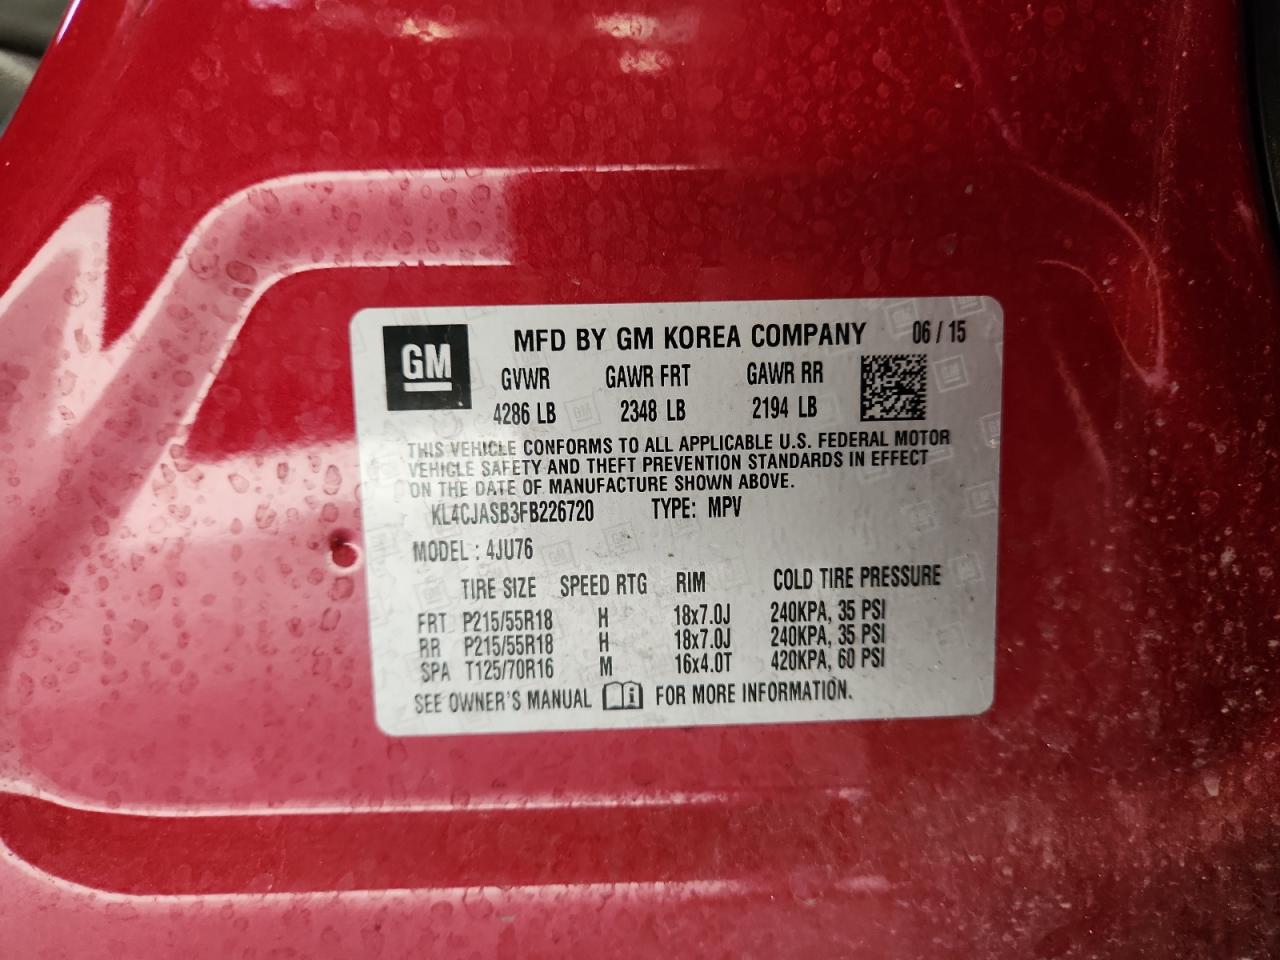 GM
MFD BY GM KOREA COMPANY 06 / 15
GVWR GAWR FRT GAWR RR
4286 LB 2348 LB 2194 LB
THIS VEHICLE CONFORMS TO ALL APPLICABLE U.S. FEDERAL MOTOR
VEHICLE SAFETY AND THEFT PREVENTION STANDARDS IN EFFECT
ON THE DATE OF MANUFACTURE SHOWN ABOVE.
KL4CJASB3FB226720 TYPE: MPV
MODEL : 4JU76
TIRE SIZE SPEED RTG RIM COLD TIRE PRESSURE
FRT P215/55R18 H 18x7.0J 240KPA, 35 PSI
RR P215/55R18 H 18x7.0J 240KPA, 35 PSI
SPA T125/70R16 M 16x4.0T 420KPA, 60 PSI
SEE OWNER'S MANUAL FOR MORE INFORMATION.